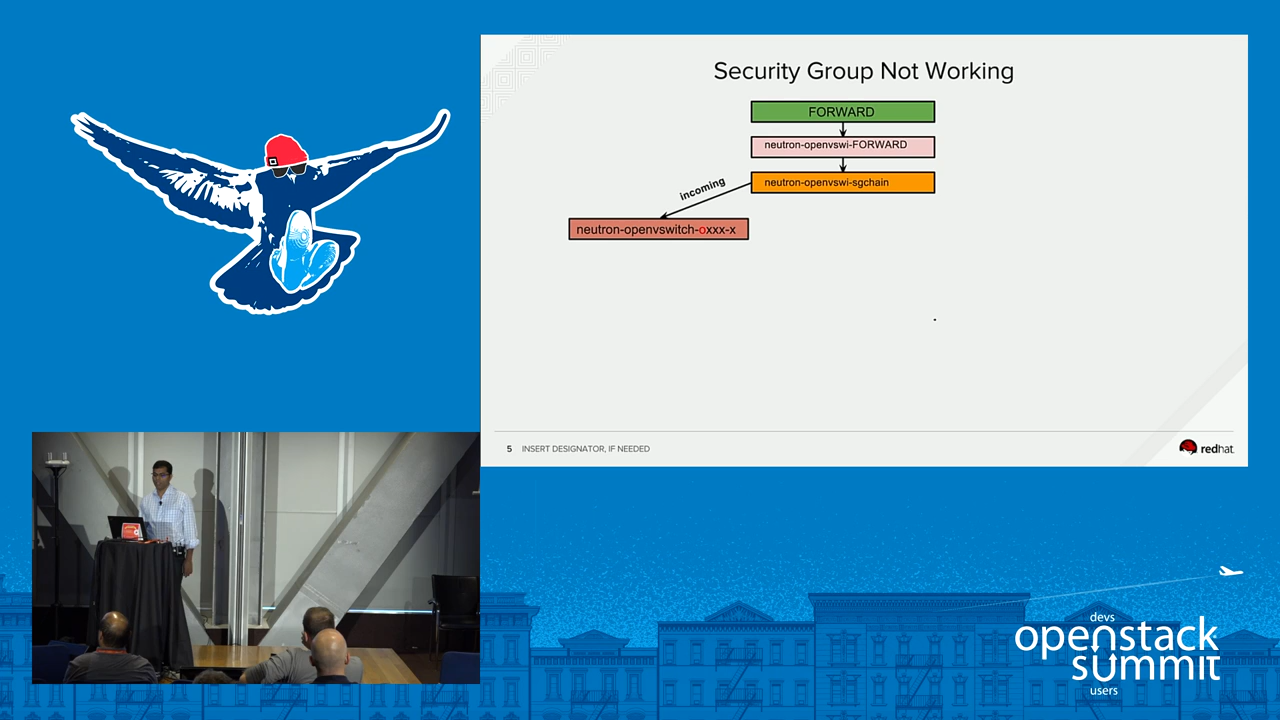 Security Group Not Working
FORWARD
neutron-openvswi-FORWARD
neutron-openvswi-sgchain
incoming
neutron-openvswitch-oxxx-x
5 INSERT DESIGNATOR, IF NEEDED
redhat.
devs
openstack
summit
users